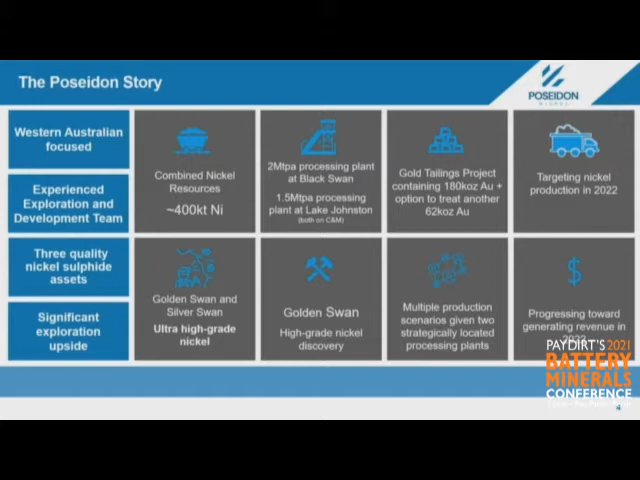 The Poseidon Story
POSEIDON
NICKEL
Western Australian
focused
Experienced
Exploration and
Development Team
Three quality
nickel sulphide
assets
Significant
exploration
upside
Combined Nickel
Resources
~400kt Ni
2Mtpa processing plant
at Black Swan
1.5Mtpa processing
plant at Lake Johnston
(both on C&M)
Gold Tailings Project
containing 180koz Au +
option to treat another
62koz Au
Targeting nickel
production in 2022
Golden Swan and
Silver Swan
Ultra high-grade
nickel
Golden Swan
High-grade nickel
discovery
Multiple production
scenarios given two
strategically located
processing plants
Progressing toward
generating revenue in
PAYDIRT'S 2021
BATTERY
MINERALS
CONFERENCE
4